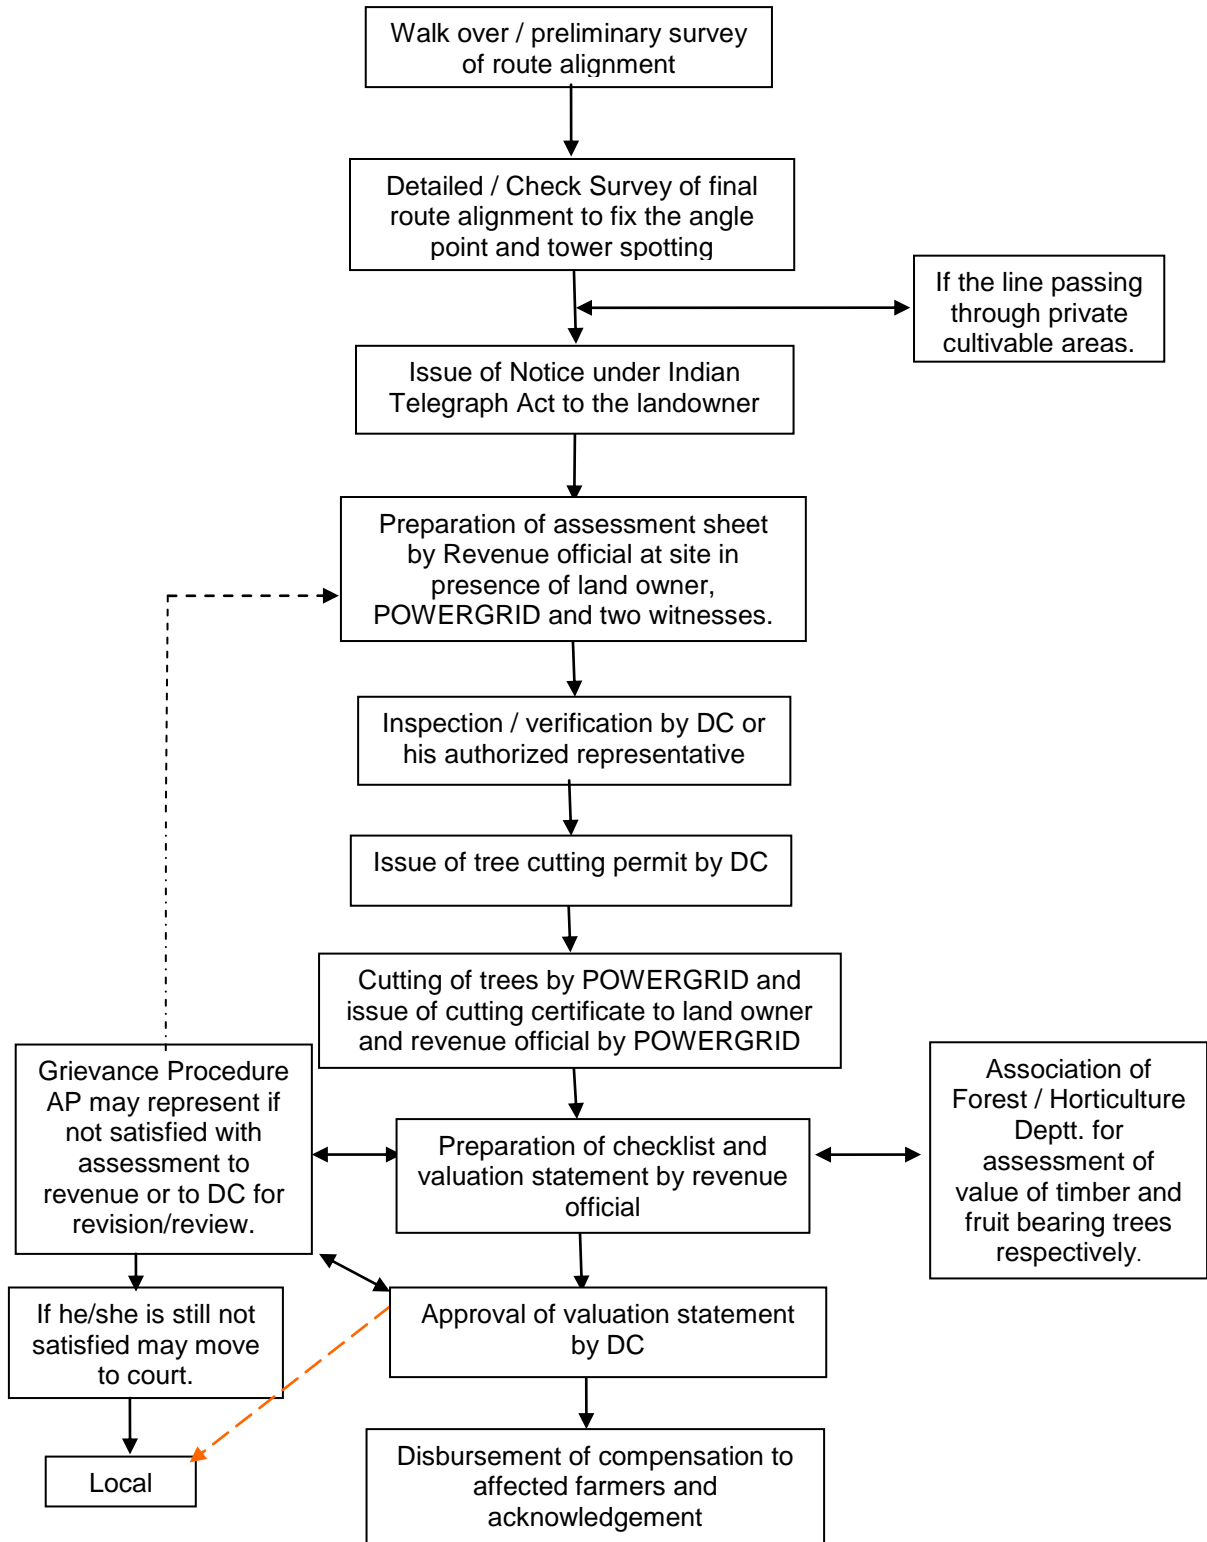 Walk over / preliminary survey
of route alignment
Detailed / Check Survey of final
route alignment to fix the angle
point and tower spotting
If the line passing
through private
cultivable areas.
Issue of Notice under Indian
Telegraph Act to the landowner
Preparation of assessment sheet
by Revenue official at site in
presence of land owner,
POWERGRID and two witnesses.
Inspection / verification by DC or
his authorized representative
Issue of tree cutting permit by DC
Cutting of trees by POWERGRID and
issue of cutting certificate to land owner
and revenue official by POWERGRID
Grievance Procedure
AP may represent if
not satisfied with
assessment to
revenue or to DC for
revision/review.
Preparation of checklist and
valuation statement by revenue
official
Association of
Forest / Horticulture
Deptt. for
assessment of
value of timber and
fruit bearing trees
respectively.
If he/she is still not
satisfied may move
to court.
Approval of valuation statement
by DC
Local
Disbursement of compensation to
affected farmers and
acknowledgement